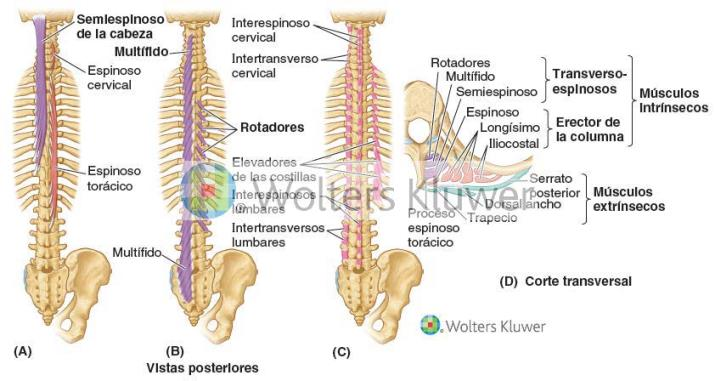 Semiespinoso
de la cabeza
Multífido
Espinoso
cervical
Espinoso
torácico
Multífido
(A)
Rotadores
(B)
Vistas posteriores
Interespinoso
cervical
Intertransverso
cervical
Elevadores
de las costillas
Interespinosos
lumbares
Intertransversos
lumbares
(C)
Rotadores
Multífido
Semiespinoso
Transverso-
espinosos
Espinoso
Longísimo
Iliocostal
Erector de
la columna
Músculos
Intrínsecos
Serrato
posterior
Dorsal ancho
Trapecio
Músculos
extrínsecos
Proceso
espinoso
torácico
(D) Corte transversal
Wolters Kluwer
Wolters Kluwer